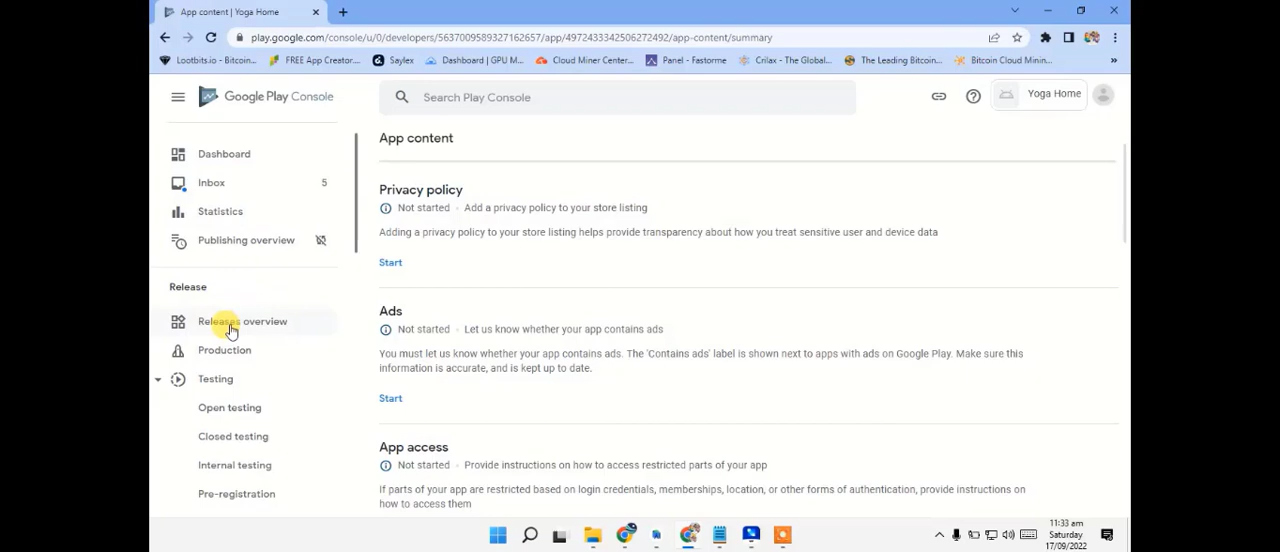 App content | Yoga Home
play.google.com/console/u/0/developers/5637009589327162657/app/4972433342506272492/app-content/summary
Lootbits.io - Bitcoin... FREE App Creator.... Saylex Dashboard | GPU M... Cloud Miner Center... Panel - Fastorme Crilax - The Global... The Leading Bitcoin... Bitcoin Cloud Minin... »
Google Play Console
Search Play Console
Yoga Home
Dashboard
Inbox 5
Statistics
Publishing overview
Release
Releases overview
Production
Testing
Open testing
Closed testing
Internal testing
Pre-registration
App content
Privacy policy
Not started · Add a privacy policy to your store listing
Adding a privacy policy to your store listing helps provide transparency about how you treat sensitive user and device data
Start
Ads
Not started · Let us know whether your app contains ads
You must let us know whether your app contains ads. The 'Contains ads' label is shown next to apps with ads on Google Play. Make sure this
information is accurate, and is kept up to date.
Start
App access
Not started · Provide instructions on how to access restricted parts of your app
If parts of your app are restricted based on login credentials, memberships, location, or other forms of authentication, provide instructions on
how to access them
11:33 am
Saturday
17/09/2022